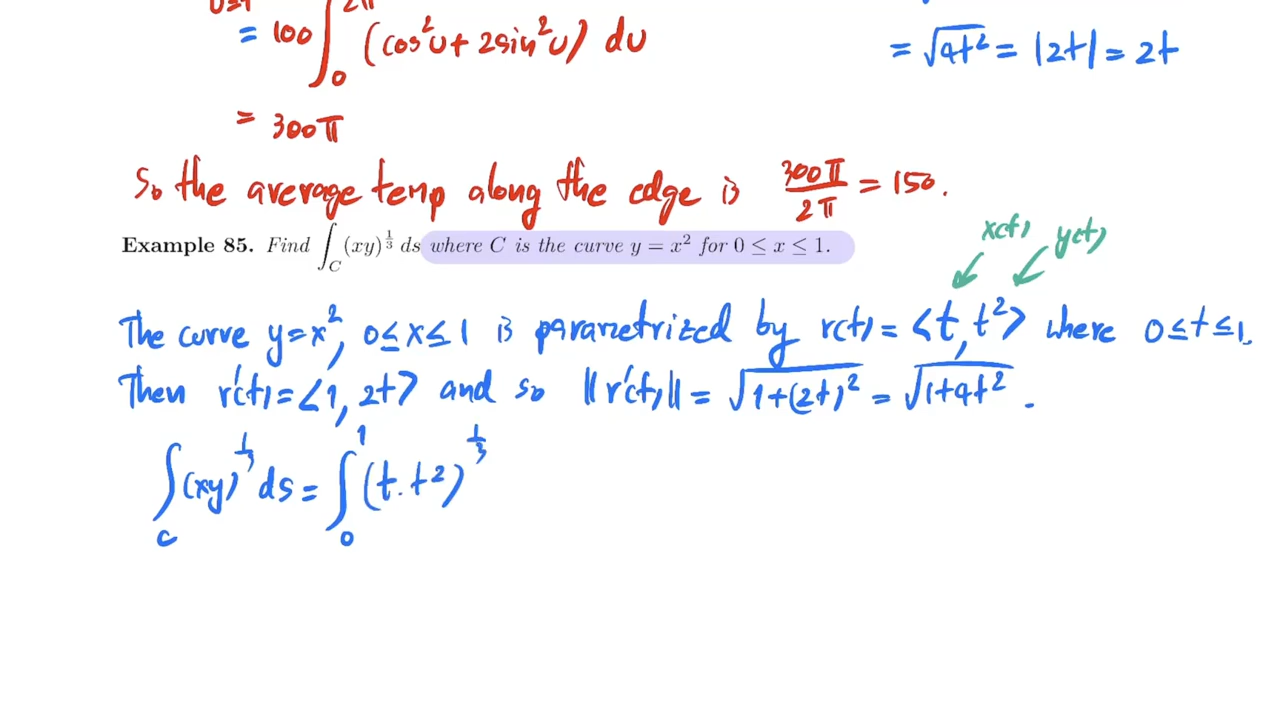 = 100 ∫_0^{2π} (cos²u + 2sin²u) du
= √(4t²) = |2t| = 2t
= 300π
So the average temp along the edge is 300π/2π = 150.
Example 85. Find ∫_C (xy)^{1/3} ds where C is the curve y = x² for 0 ≤ x ≤ 1.
x(t) y(t)
The curve y=x², 0≤x≤1 is parametrized by r(t) = <t, t²> where 0≤t≤1.
Then r'(t) = <1, 2t> and so ||r'(t)|| = √(1+(2t)²) = √(1+4t²).
∫_C (xy)^{1/3} ds = ∫_0^1 (t.t²)^{1/3}